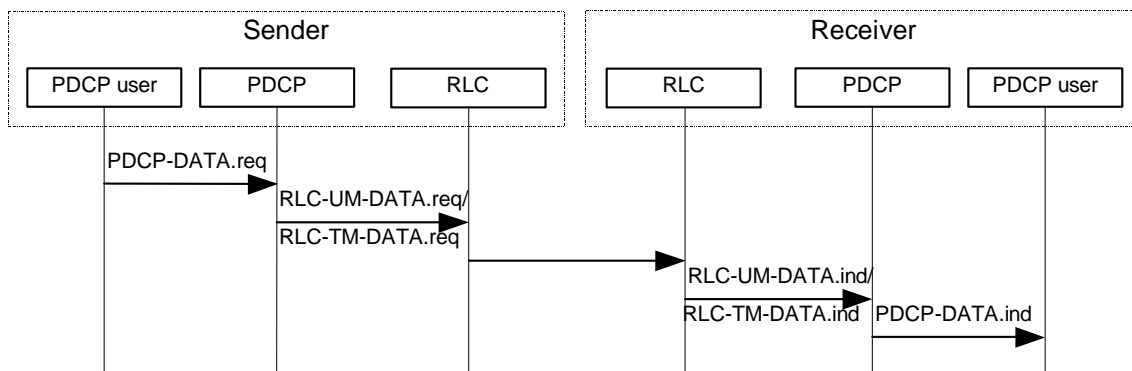 Sender
Receiver
PDCP user
PDCP
RLC
RLC
PDCP
PDCP user
PDCP-DATA.req
RLC-UM-DATA.req/
RLC-TM-DATA.req
RLC-UM-DATA.ind/
RLC-TM-DATA.ind
PDCP-DATA.ind